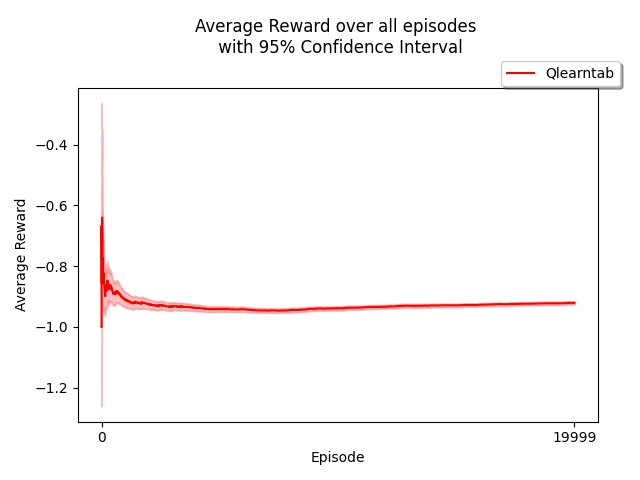 Average Reward over all episodes
with 95% Confidence Interval
Qlearntab
−0.4
−0.6
−0.8
−1.0
−1.2
Average Reward
0
19999
Episode